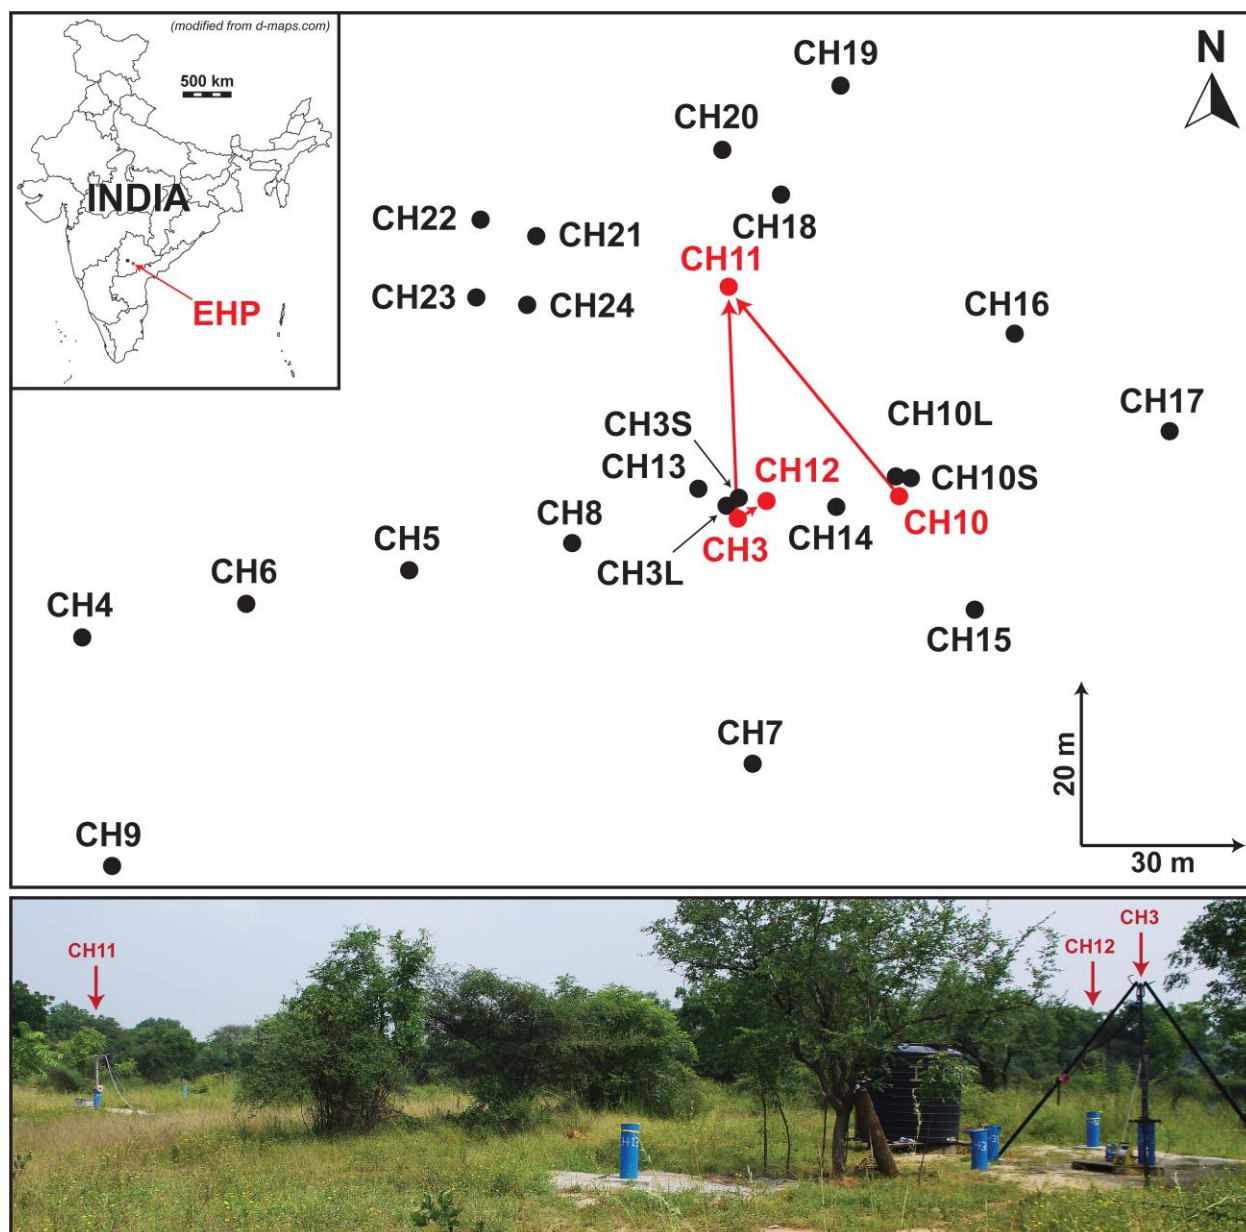 (modified from d-maps.com)
500 km
INDIA
EHP
N
CH19
CH20
CH18
CH22
CH21
CH11
CH23
CH24
CH16
CH10L
CH17
CH3S
CH13
CH12
CH10S
CH8
CH10
CH14
CH3
CH5
CH3L
CH6
CH4
CH15
CH7
20 m
30 m
CH9
CH11
CH12
CH3